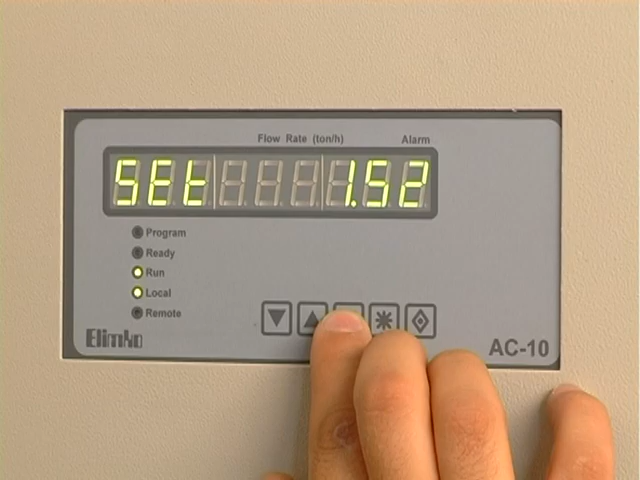 Flow Rate (ton/h) Alarm
SEt 1.52
Program
Ready
Run
Local
Remote
Elimko
AC-10